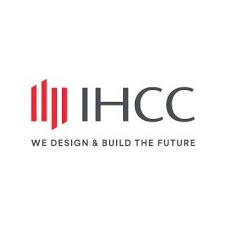 IHCC
WE DESIGN & BUILD THE FUTURE